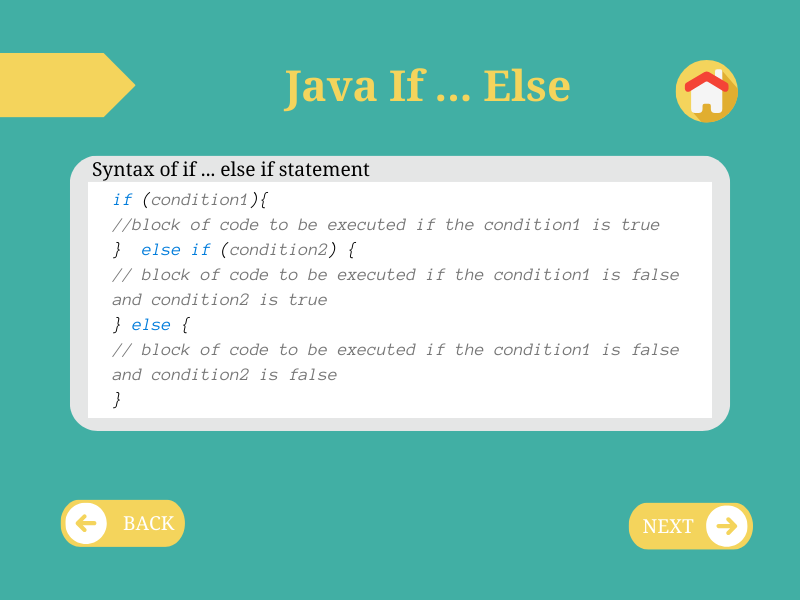 Java If ... Else
Syntax of if ... else if statement
if (condition1){
//block of code to be executed if the condition1 is true
}  else if (condition2) {
// block of code to be executed if the condition1 is false
and condition2 is true
} else {
// block of code to be executed if the condition1 is false
and condition2 is false
}
BACK
NEXT